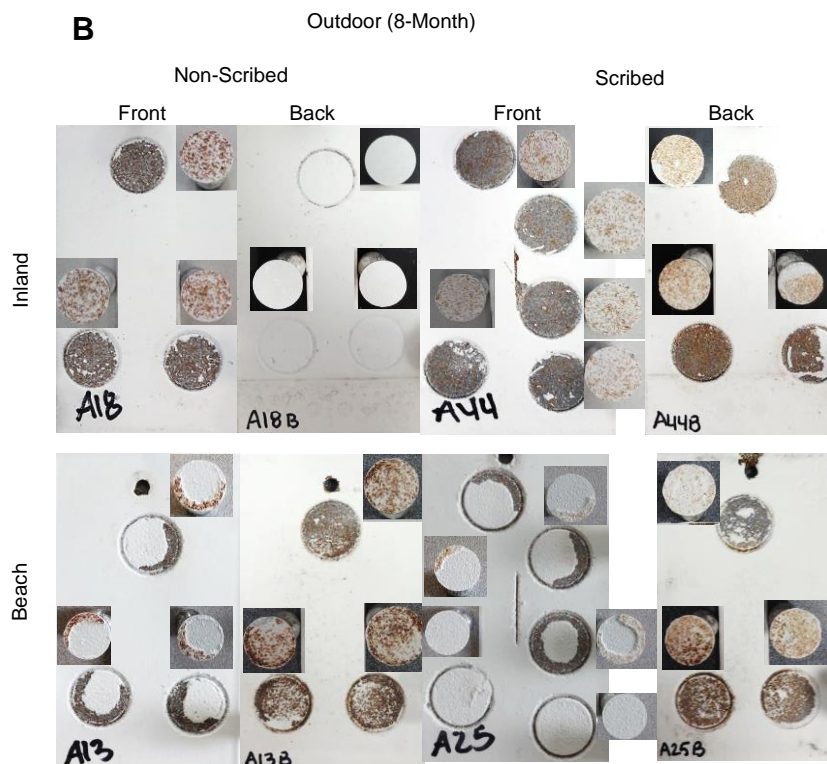 B
Outdoor (8-Month)
Non-Scribed
Scribed
Front
Back
Front
Back
Inland
A18
A18B
A44
A44B
Beach
A13
A13B
A25
A25B